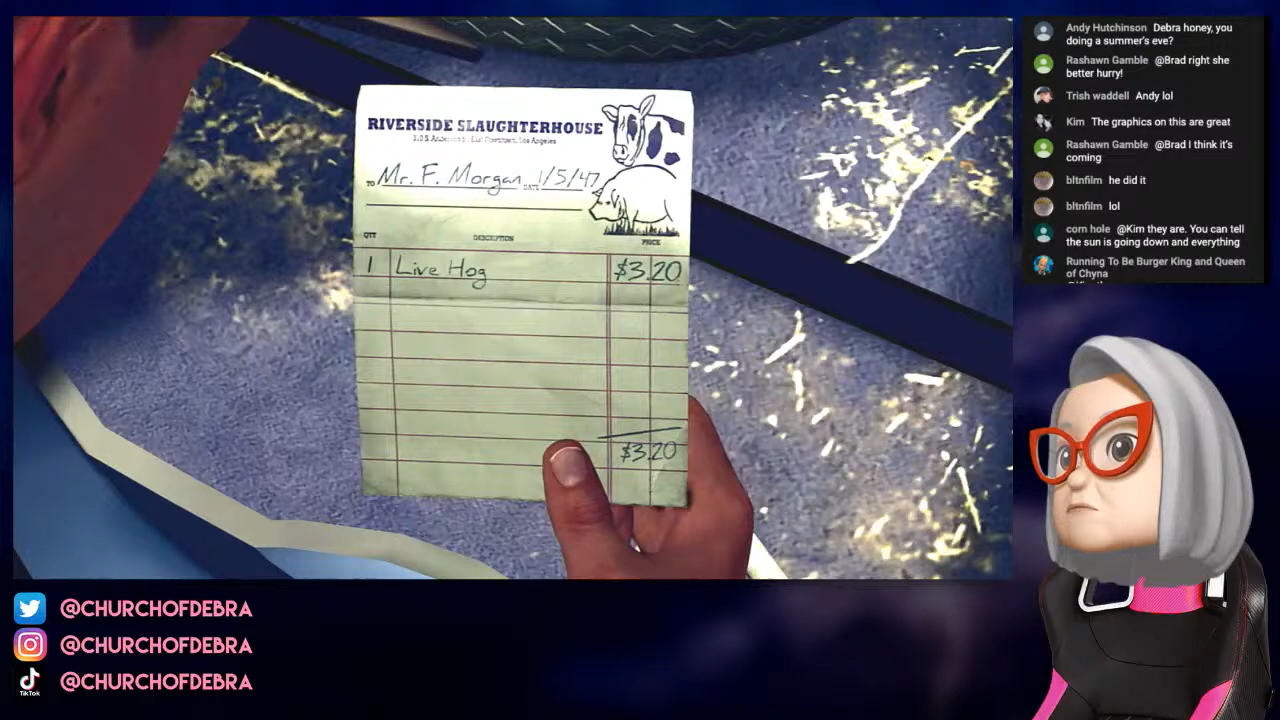 RIVERSIDE SLAUGHTERHOUSE
Los Angeles
TO Mr. F. Morgan DATE 1/5/47
QTY DESCRIPTION PRICE
1 Live Hog $3.20
$3.20
Andy Hutchinson Debra honey, you
doing a summer's eve?
Rashawn Gamble @Brad right she
better hurry!
Trish waddell Andy lol
Kim The graphics on this are great
Rashawn Gamble @Brad I think it's
coming
bltnfilm he did it
bltnfilm lol
corn hole @Kim they are. You can tell
the sun is going down and everything
Running To Be Burger King and Queen
of Chyna
@CHURCHOFDEBRA
@CHURCHOFDEBRA
TikTok
@CHURCHOFDEBRA